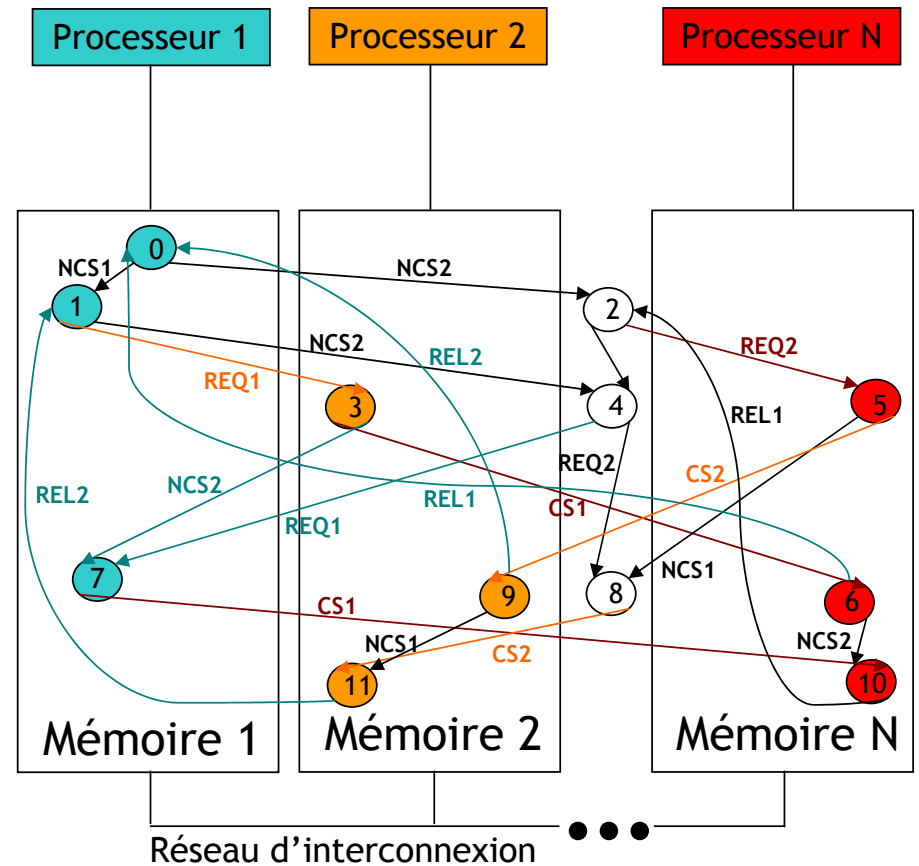 Processeur 1
Processeur 2
Processeur N
0
NCS1
NCS2
1
2
NCS2
REL2
REQ2
REQ1
3
4
5
REL1
REQ2
CS2
NCS2
REL2
REL1
CS1
REQ1
7
9
8
NCS1
6
CS1
NCS1
CS2
NCS2
11
10
Mémoire 1
Mémoire 2
Mémoire N
Réseau d'interconnexion